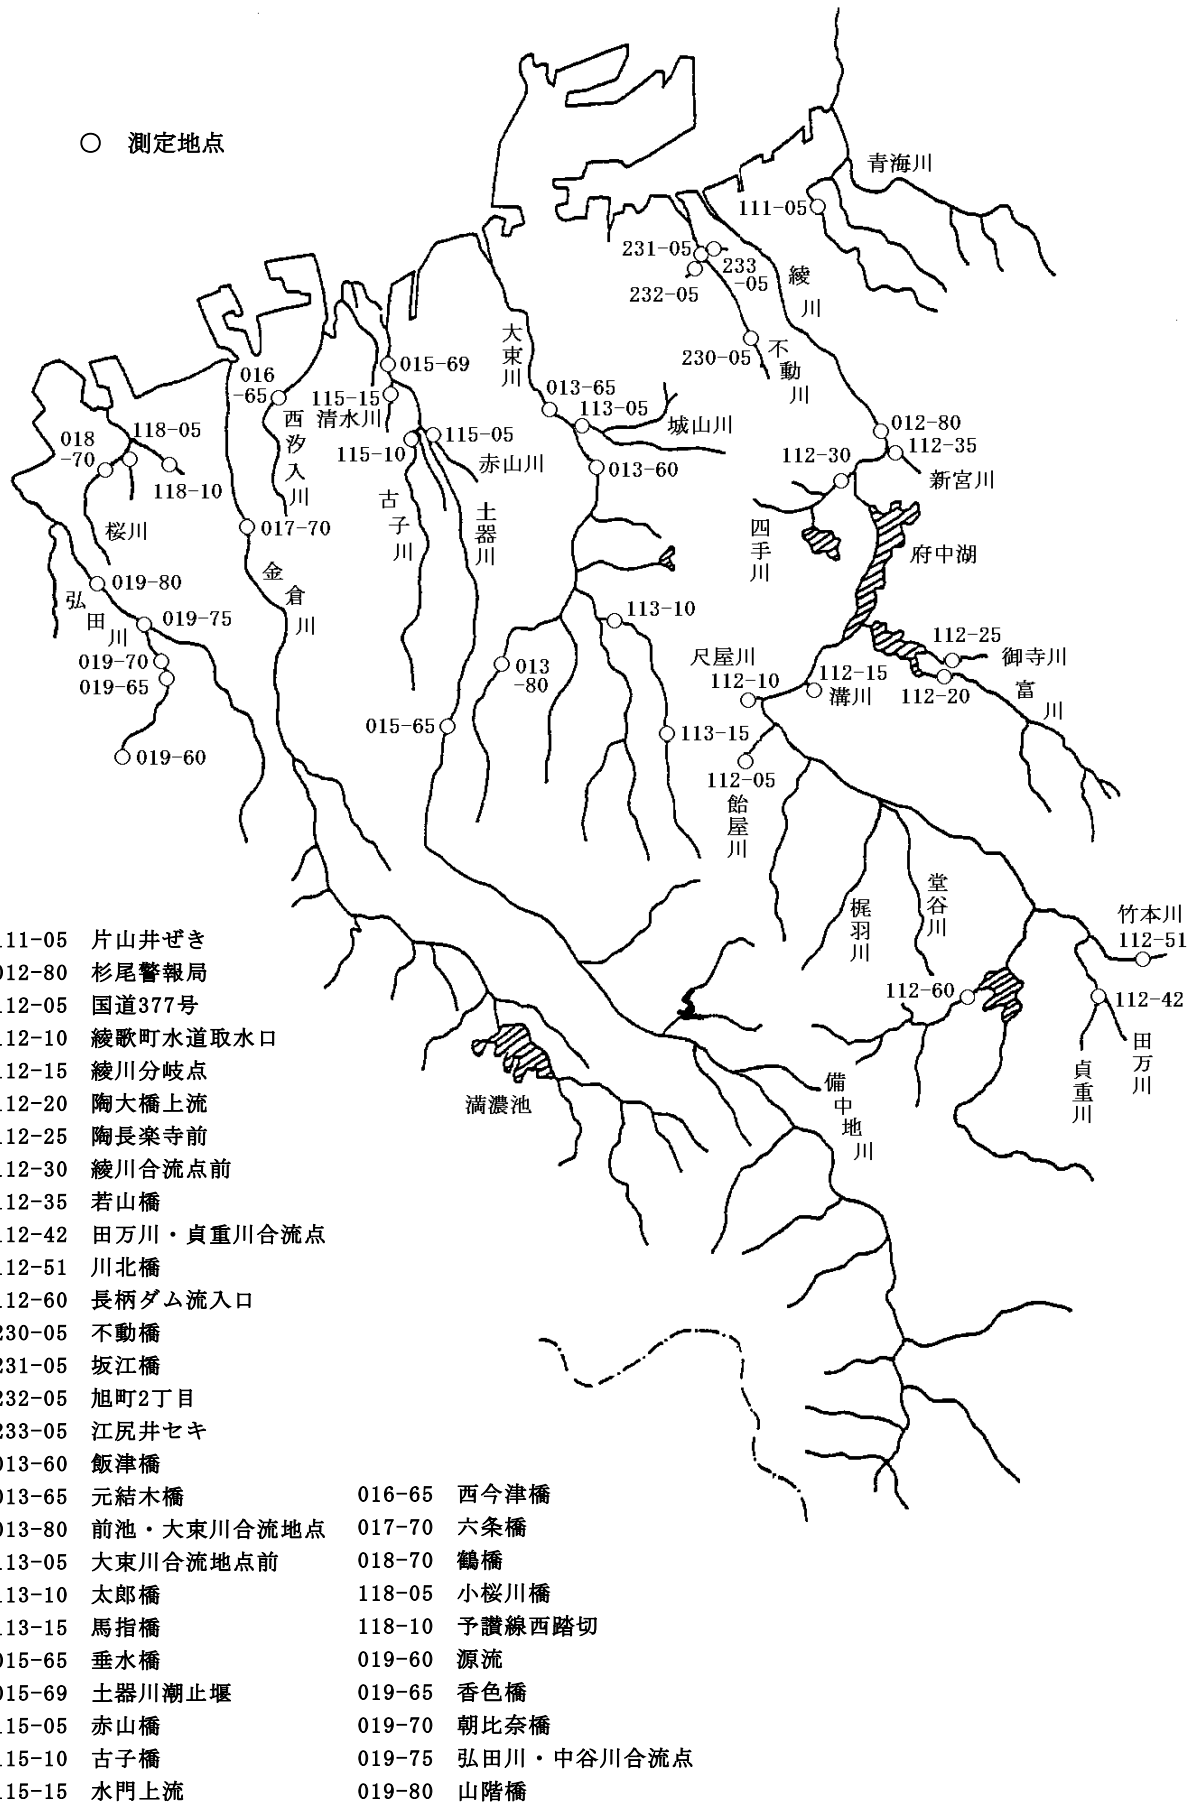 ○ 測定地点
青海川
111-05
231-05
233
-05
232-05
綾川
230-05
不動川
大束川
015-69
016
-65
115-15
清水川
西汐入川
013-65
113-05
城山川
012-80
112-35
118-05
018
-70
118-10
115-05
115-10
赤山川
013-60
112-30
新宮川
桜川
017-70
古子川
土器川
四手川
府中湖
019-80
弘田川
金倉川
019-75
113-10
019-70
019-65
013
-80
尺屋川
112-10
112-15
溝川
112-25
御寺川
112-20
富川
015-65
113-15
019-60
112-05
飴屋川
梶羽川
堂谷川
竹本川
112-51
112-60
112-42
田万川
貞重川
満濃池
備中地川
111-05 片山井ぜき
012-80 杉尾警報局
112-05 国道377号
112-10 綾歌町水道取水口
112-15 綾川分岐点
112-20 陶大橋上流
112-25 陶長楽寺前
112-30 綾川合流点前
112-35 若山橋
112-42 田万川・貞重川合流点
112-51 川北橋
112-60 長柄ダム流入口
230-05 不動橋
231-05 坂江橋
232-05 旭町2丁目
233-05 江尻井セキ
013-60 飯津橋
013-65 元結木橋
013-80 前池・大束川合流地点
113-05 大束川合流地点前
113-10 太郎橋
113-15 馬指橋
015-65 垂水橋
015-69 土器川潮止堰
115-05 赤山橋
115-10 古子橋
115-15 水門上流
016-65 西今津橋
017-70 六条橋
018-70 鶴橋
118-05 小桜川橋
118-10 予讃線西踏切
019-60 源流
019-65 香色橋
019-70 朝比奈橋
019-75 弘田川・中谷川合流点
019-80 山階橋